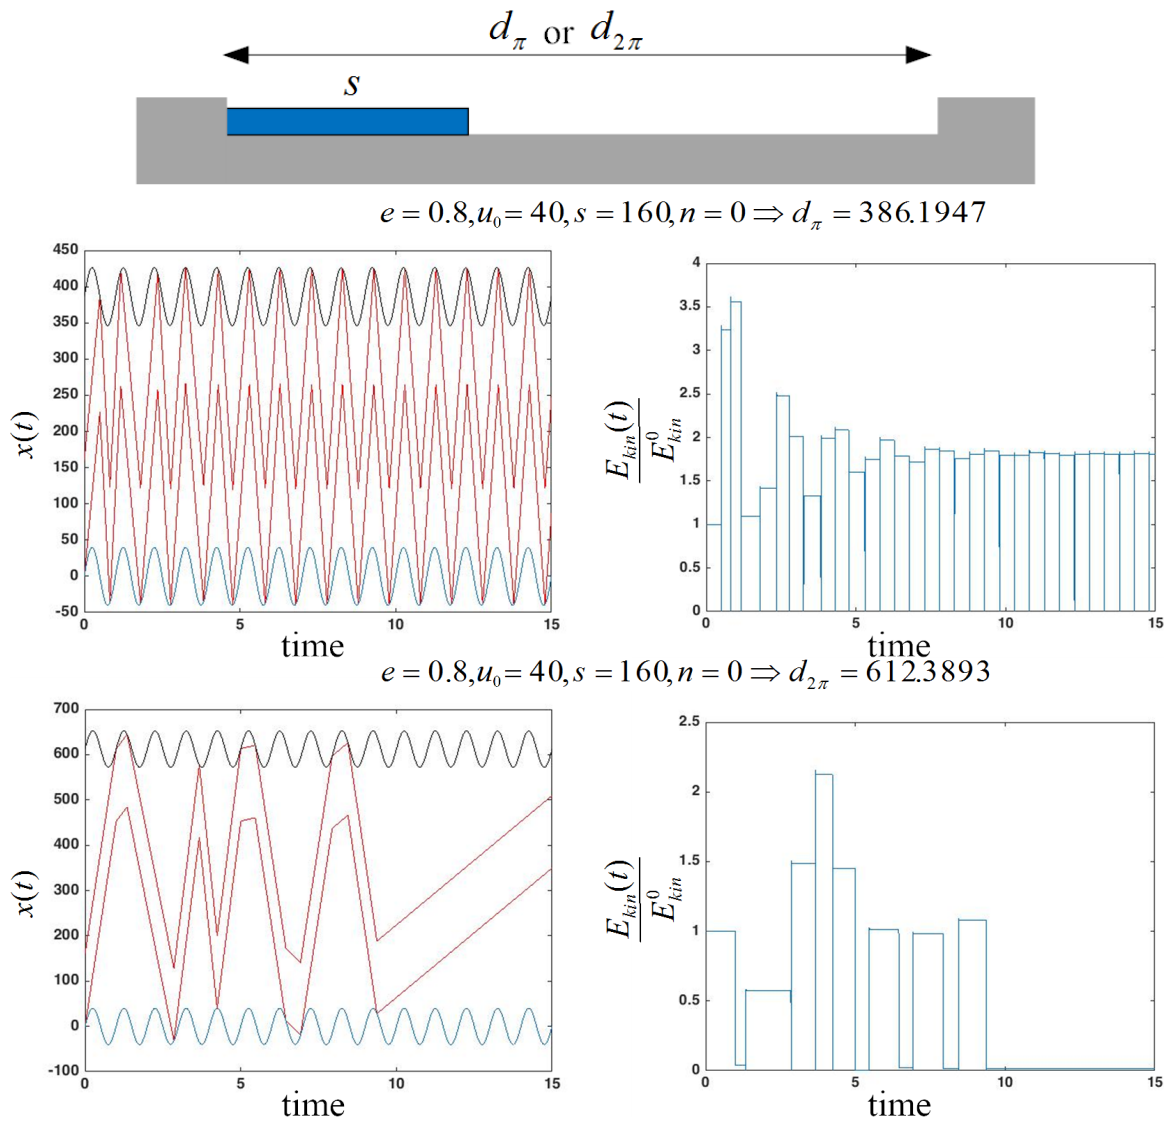 d_π or d_2π
s
e = 0.8, u_0 = 40, s = 160, n = 0 ⇒ d_π = 386.1947
450
400
350
300
250
200
150
100
50
0
-50
x(t)
0 5 10 15
time
4
3.5
3
2.5
2
1.5
1
0.5
0
E_kin(t)
E^0_kin
0 5 10 15
time
e = 0.8, u_0 = 40, s = 160, n = 0 ⇒ d_2π = 612.3893
700
600
500
400
300
200
100
0
-100
x(t)
0 5 10 15
time
2.5
2
1.5
1
0.5
0
E_kin(t)
E^0_kin
0 5 10 15
time